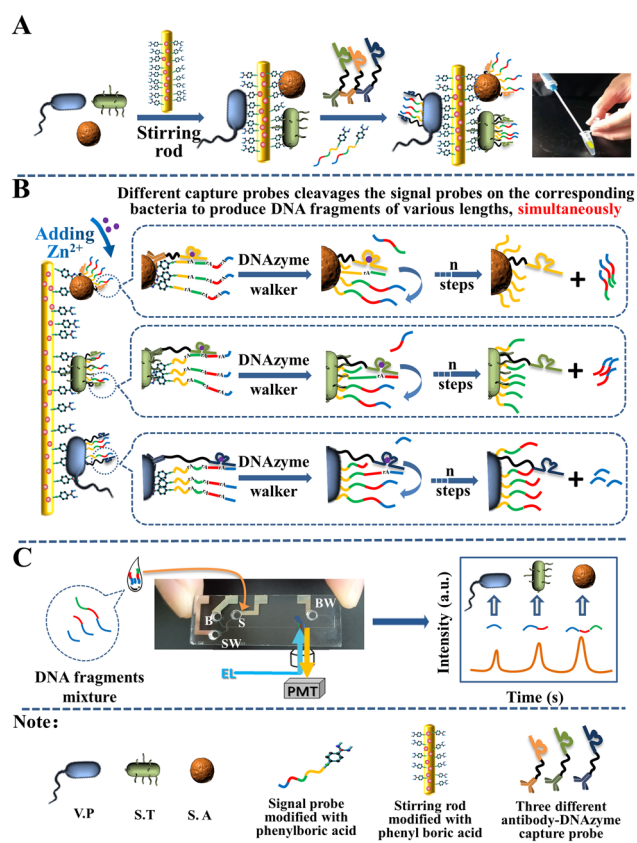 A
Stirring
rod
B
Different capture probes cleavages the signal probes on the corresponding
bacteria to produce DNA fragments of various lengths, simultaneously
Adding
Zn2+
DNAzyme
walker
n
steps
+
DNAzyme
walker
n
steps
+
DNAzyme
walker
n
steps
+
C
DNA fragments
mixture
B
S
SW
BW
EL
PMT
Intensity (a.u.)
Time (s)
Note:
V.P
S.T
S. A
Signal probe
modified with
phenylboric acid
Stirring rod
modified with
phenyl boric acid
Three different
antibody-DNAzyme
capture probe